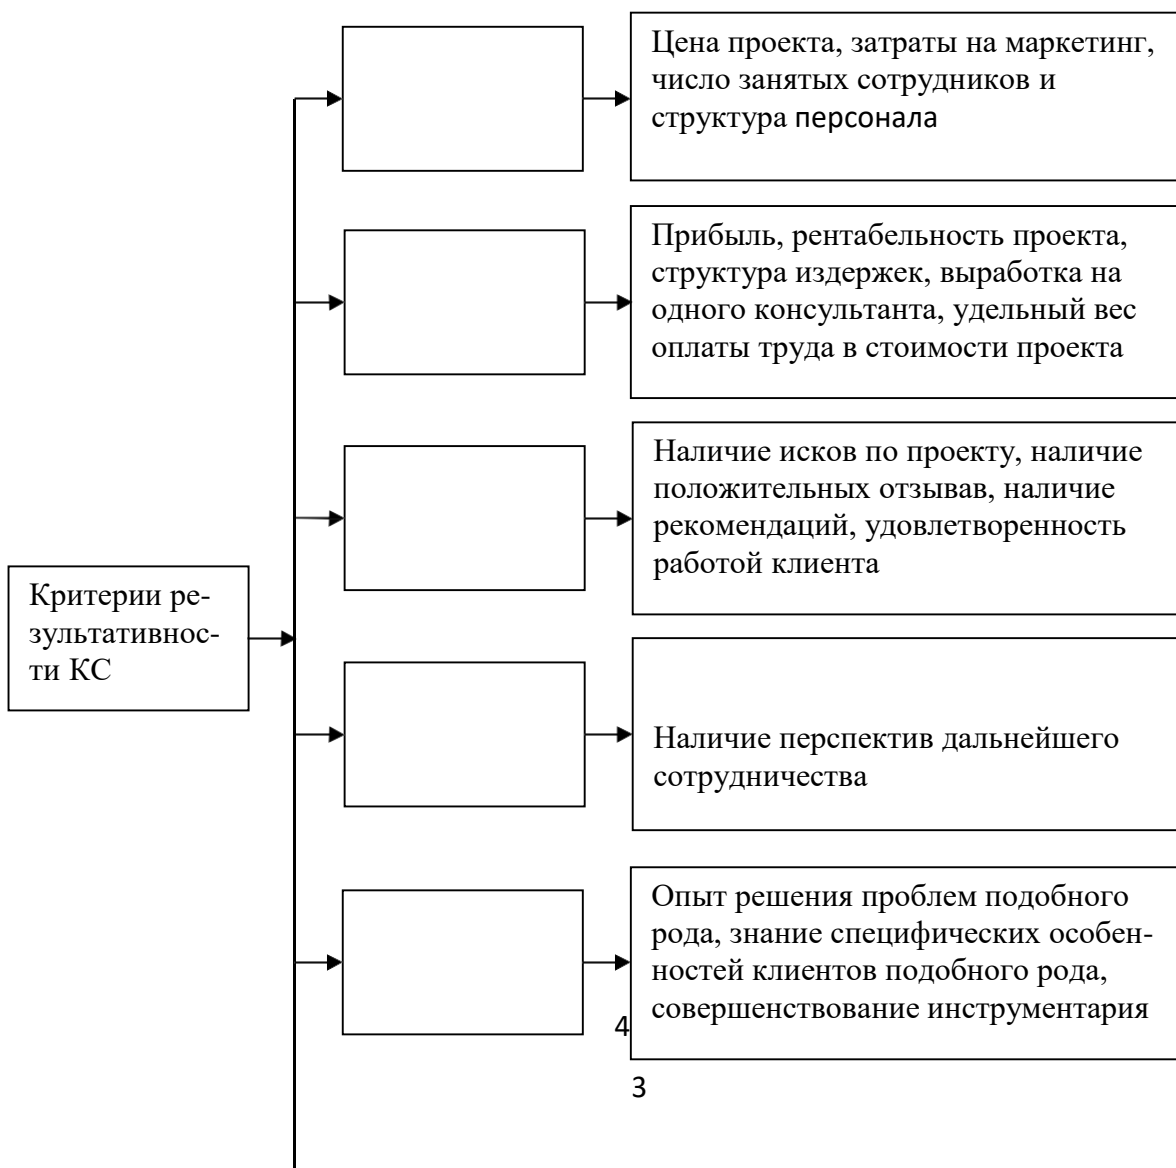 Цена проекта, затраты на маркетинг,
число занятых сотрудников и
структура персонала
Прибыль, рентабельность проекта,
структура издержек, выработка на
одного консультанта, удельный вес
оплаты труда в стоимости проекта
Наличие исков по проекту, наличие
положительных отзывав, наличие
рекомендаций, удовлетворенность
работой клиента
Критерии ре-
зультативнос-
ти КС
Наличие перспектив дальнейшего
сотрудничества
Опыт решения проблем подобного
рода, знание специфических особен-
ностей клиентов подобного рода,
совершенствование инструментария
4
3